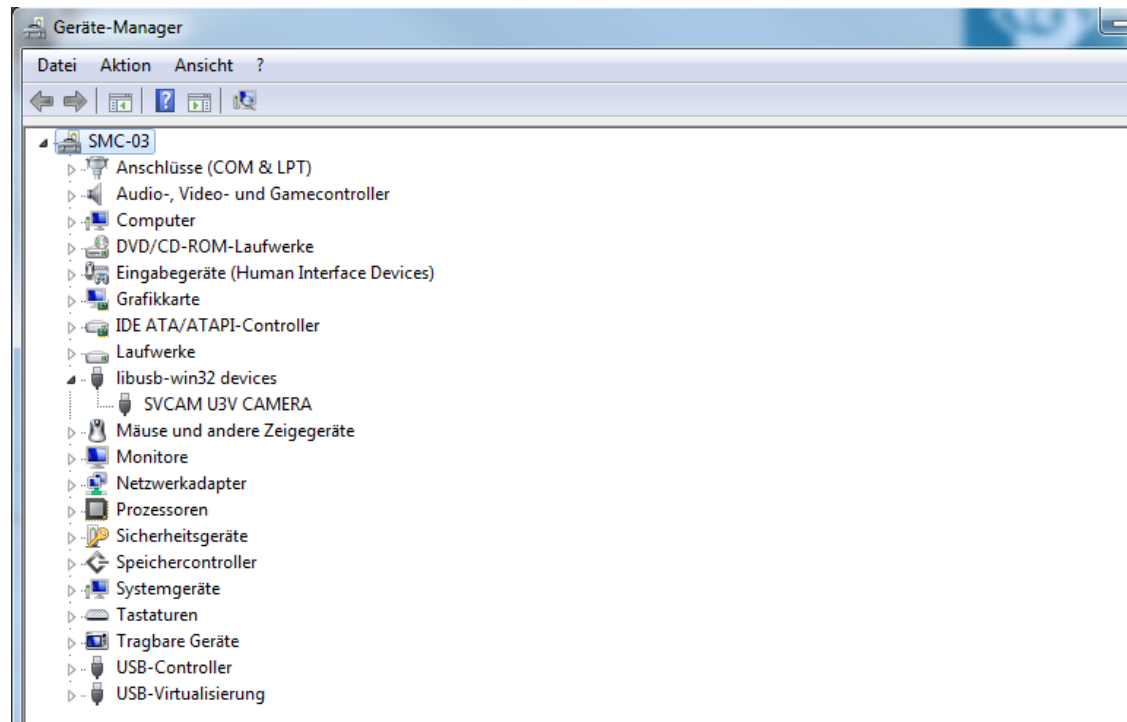 Geräte-Manager
Datei Aktion Ansicht ?
?
SMC-03
Anschlüsse (COM & LPT)
Audio-, Video- und Gamecontroller
Computer
DVD/CD-ROM-Laufwerke
Eingabegeräte (Human Interface Devices)
Grafikkarte
IDE ATA/ATAPI-Controller
Laufwerke
libusb-win32 devices
SVCAM U3V CAMERA
Mäuse und andere Zeigegeräte
Monitore
Netzwerkadapter
Prozessoren
Sicherheitsgeräte
Speichercontroller
Systemgeräte
Tastaturen
Tragbare Geräte
USB-Controller
USB-Virtualisierung